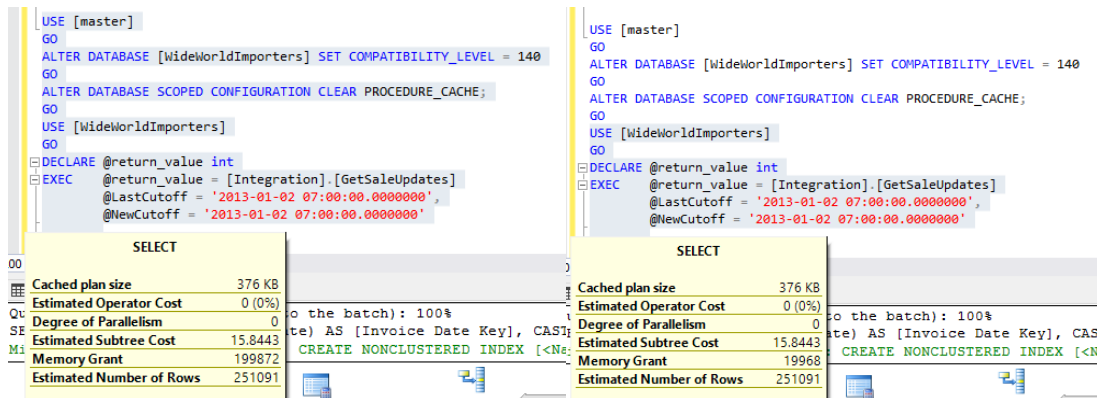 USE [master]
GO
ALTER DATABASE [WideWorldImporters] SET COMPATIBILITY_LEVEL = 140
GO
ALTER DATABASE SCOPED CONFIGURATION CLEAR PROCEDURE_CACHE;
GO
USE [WideWorldImporters]
GO
DECLARE @return_value int
EXEC @return_value = [Integration].[GetSaleUpdates]
@LastCutoff = '2013-01-02 07:00:00.0000000',
@NewCutoff = '2013-01-02 07:00:00.0000000'
SELECT
00
Cached plan size 376 KB
Estimated Operator Cost 0 (0%)
Degree of Parallelism 0
Estimated Subtree Cost 15.8443
Memory Grant 199872
Estimated Number of Rows 251091
Qu to the batch): 100%
SE te) AS [Invoice Date Key], CAST
Mi CREATE NONCLUSTERED INDEX [<Na
USE [master]
GO
ALTER DATABASE [WideWorldImporters] SET COMPATIBILITY_LEVEL = 140
GO
ALTER DATABASE SCOPED CONFIGURATION CLEAR PROCEDURE_CACHE;
GO
USE [WideWorldImporters]
GO
DECLARE @return_value int
EXEC @return_value = [Integration].[GetSaleUpdates]
@LastCutoff = '2013-01-02 07:00:00.0000000',
@NewCutoff = '2013-01-02 07:00:00.0000000'
SELECT
Cached plan size 376 KB
Estimated Operator Cost 0 (0%)
Degree of Parallelism 0
Estimated Subtree Cost 15.8443
Memory Grant 19968
Estimated Number of Rows 251091
o the batch): 100%
ate) AS [Invoice Date Key], CAS
: CREATE NONCLUSTERED INDEX [<N